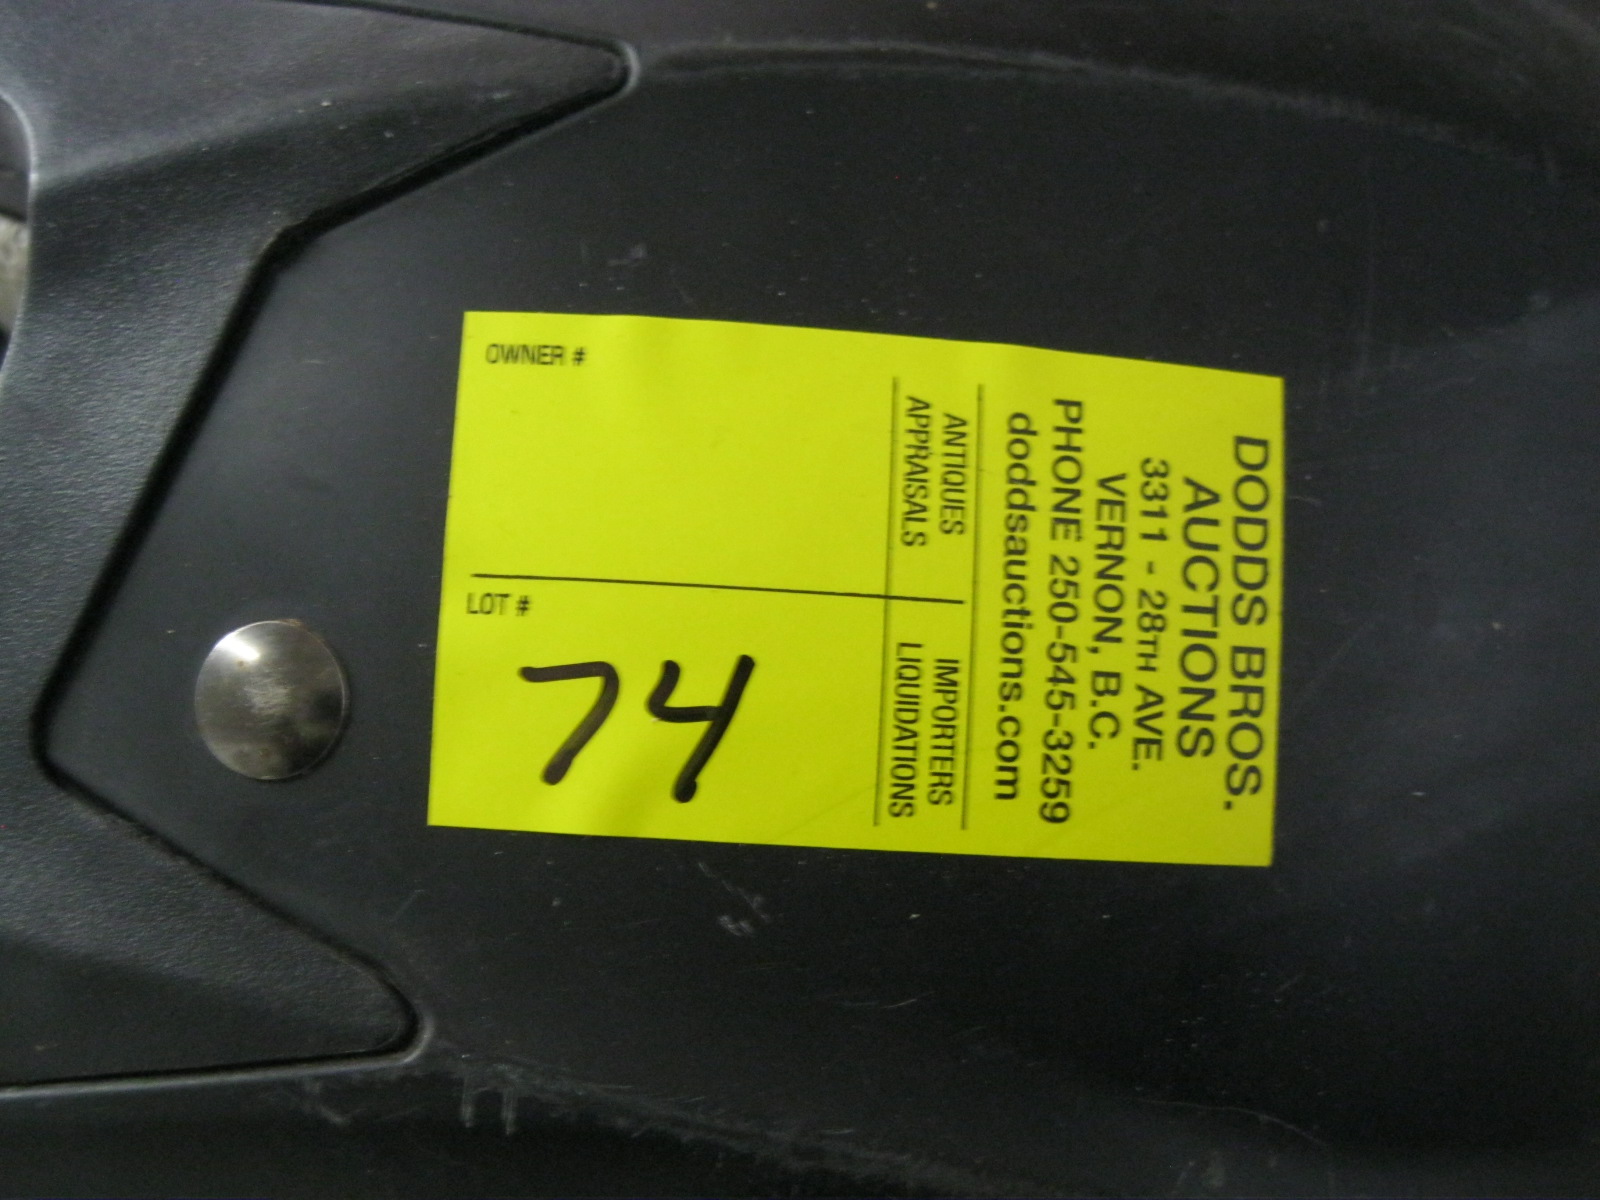 DODDS BROS.
AUCTIONS
3311 - 28TH AVE.
VERNON, B.C.
PHONE 250-545-3259
doddsauctions.com
ANTIQUES
APPRAISALS
IMPORTERS
LIQUIDATIONS
OWNER #
LOT #
74